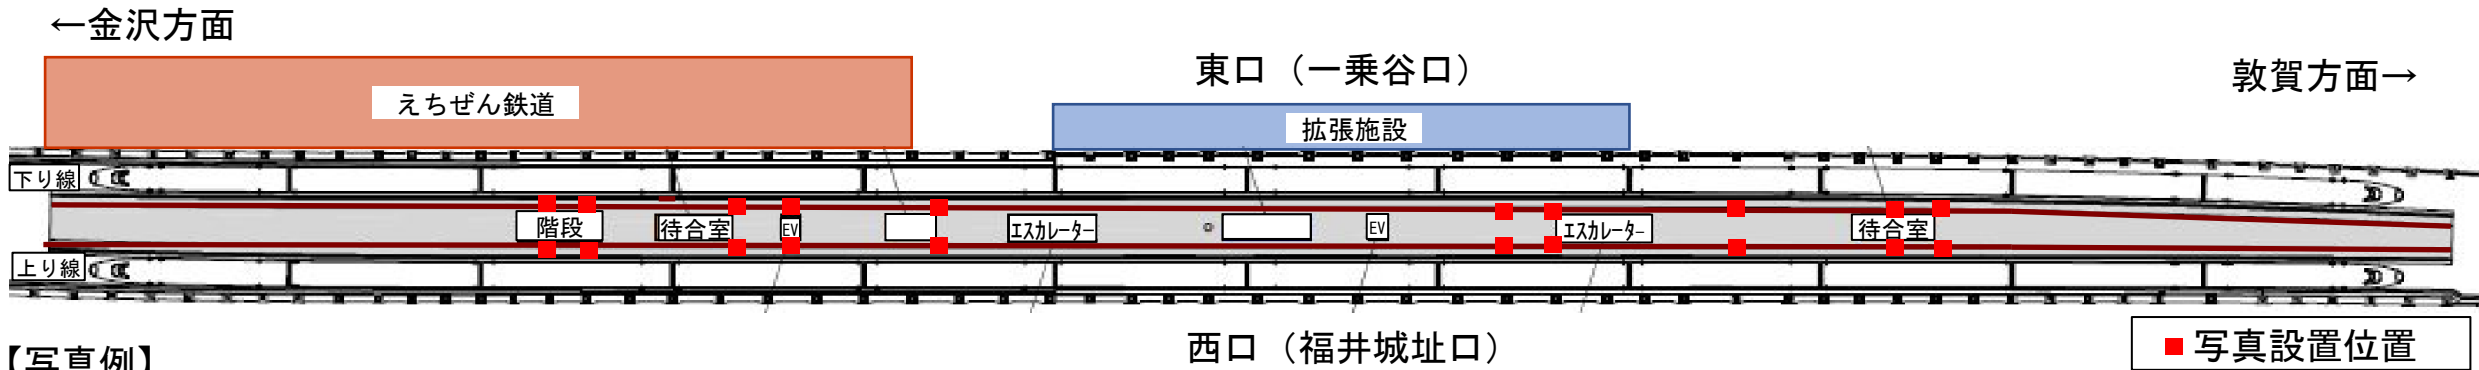 ←金沢方面
東口（一乗谷口）
敦賀方面→
えちぜん鉄道
拡張施設
下り線
階段
待合室
EV
エスカレーター
EV
エスカレーター
待合室
上り線
西口（福井城址口）
写真設置位置
【写真例】